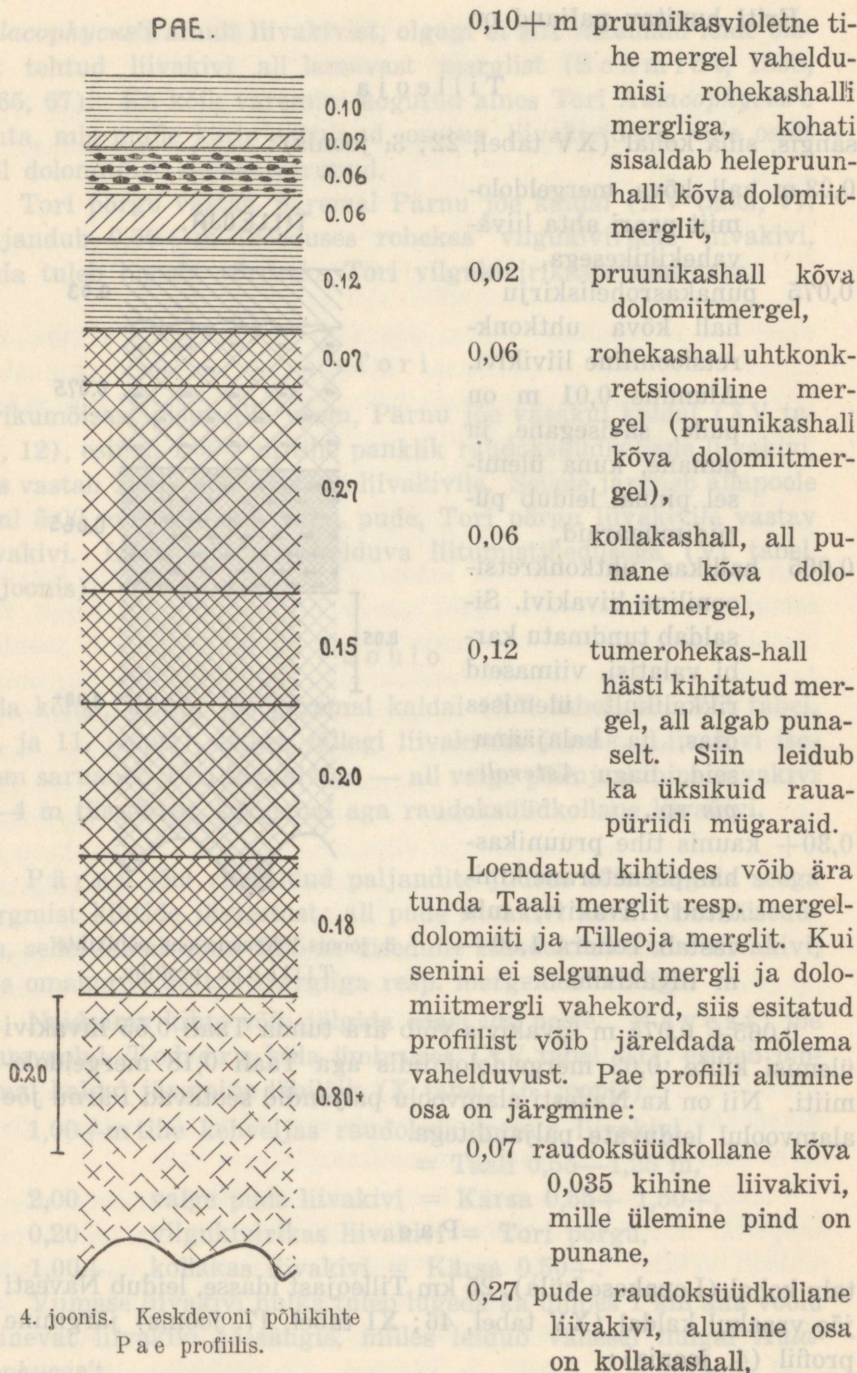 PAE.
0.10
0.02
0.06
0.06
0.12
0.07
0.27
0.15
0.20
0.18
0.20
0.80+
4. joonis. Keskdevoni põhikihte
Pae profiilis.
0,10+ m pruunikasvioletne ti-
he mergel vaheldu-
misi rohekashalli
mergliga, kohati
sisaldab helepruun-
halli kõva dolomiit-
merglit,
0,02 pruunikashall kõva
dolomiitmergel,
0,06 rohekashall uhtkonk-
retsiooniline mer-
gel (pruunikashall
kõva dolomiitmer-
gel),
0,06 kollakashall, all pu-
nane kõva dolo-
miitmergel,
0,12 tumerohekas-hall
hästi kihitatud mer-
gel, all algab puna-
selt. Siin leidub
ka üksikuid raua-
püriidi mügaraid.
Loendatud kihtides võib ära
tunda Taali merglit resp. mergel-
dolomiiti ja Tilleoja merglit. Kui
senini ei selgunud mergli ja dolo-
miitmergli vahekord, siis esitatud
profiilist võib järeldada mõlema
vahelduvust. Pae profiili alumine
osa on järgmine:
0,07 raudoksüüdkollane kõva
0,035 kihine liivakivi,
mille ülemine pind on
punane,
0,27 pude raudoksüüdkollane
liivakivi, alumine osa
on kollakashall,